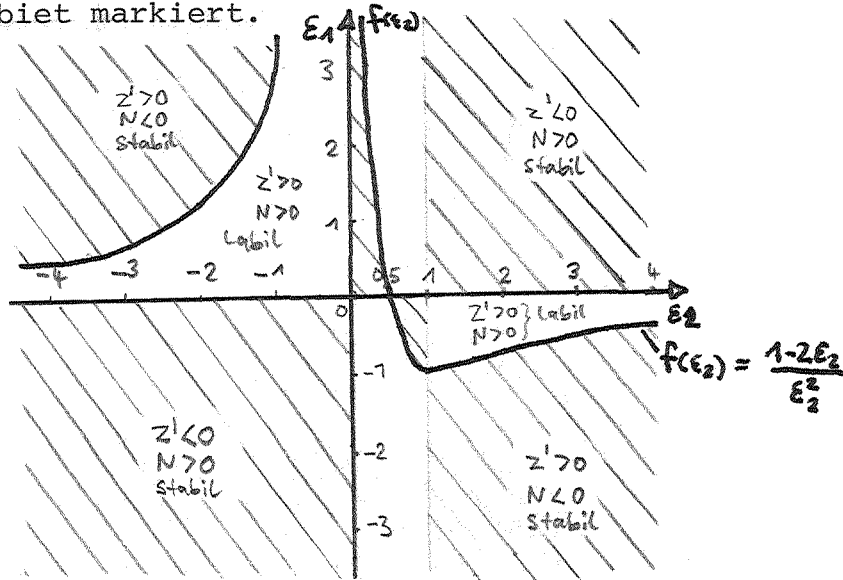 biet markiert.
ε1 f(ε2)
3
2
1
z'>0
N<0
stabil
z'>0
N>0
Labil
z'<0
N>0
stabil
-4 -3 -2 -1 0 0,5 1 2 3 4
ε2
z'>0
N>0 } Labil
f(ε2) = 1-2ε2 / ε2²
-1
-2
-3
z'<0
N>0
stabil
z'>0
N<0
stabil